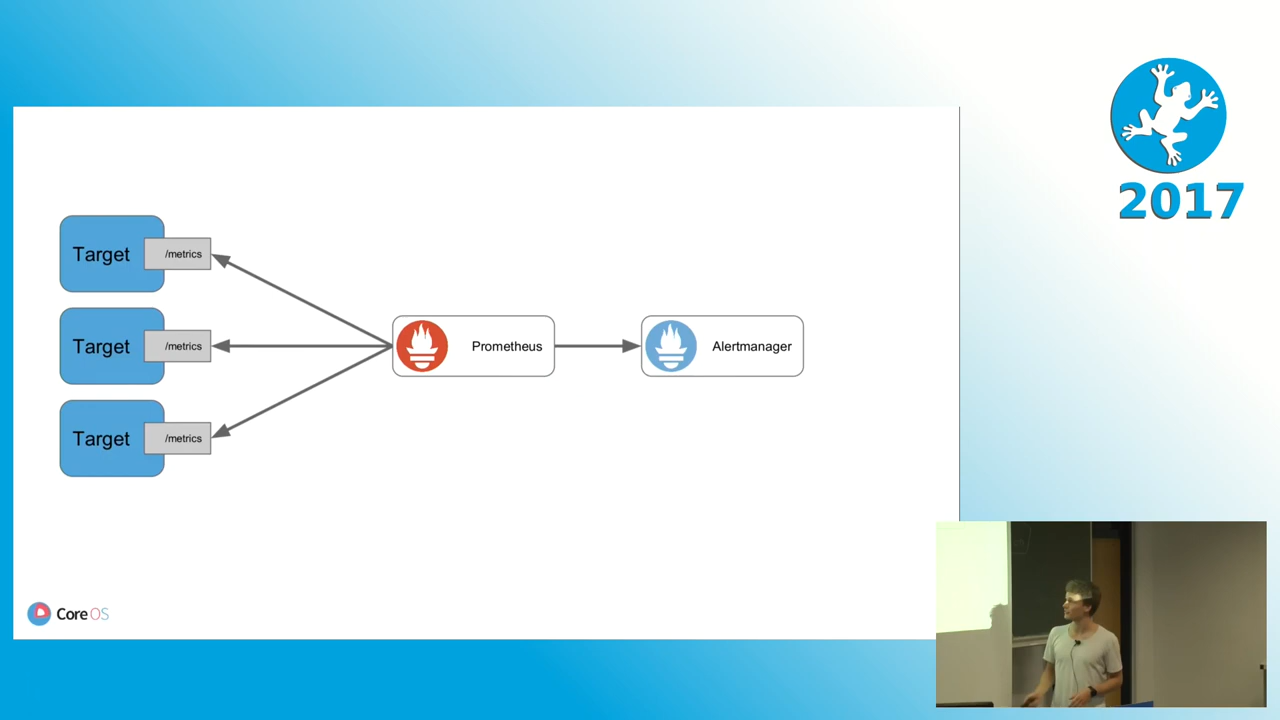 2017
Target
/metrics
Target
/metrics
Prometheus
Alertmanager
Target
/metrics
CoreOS